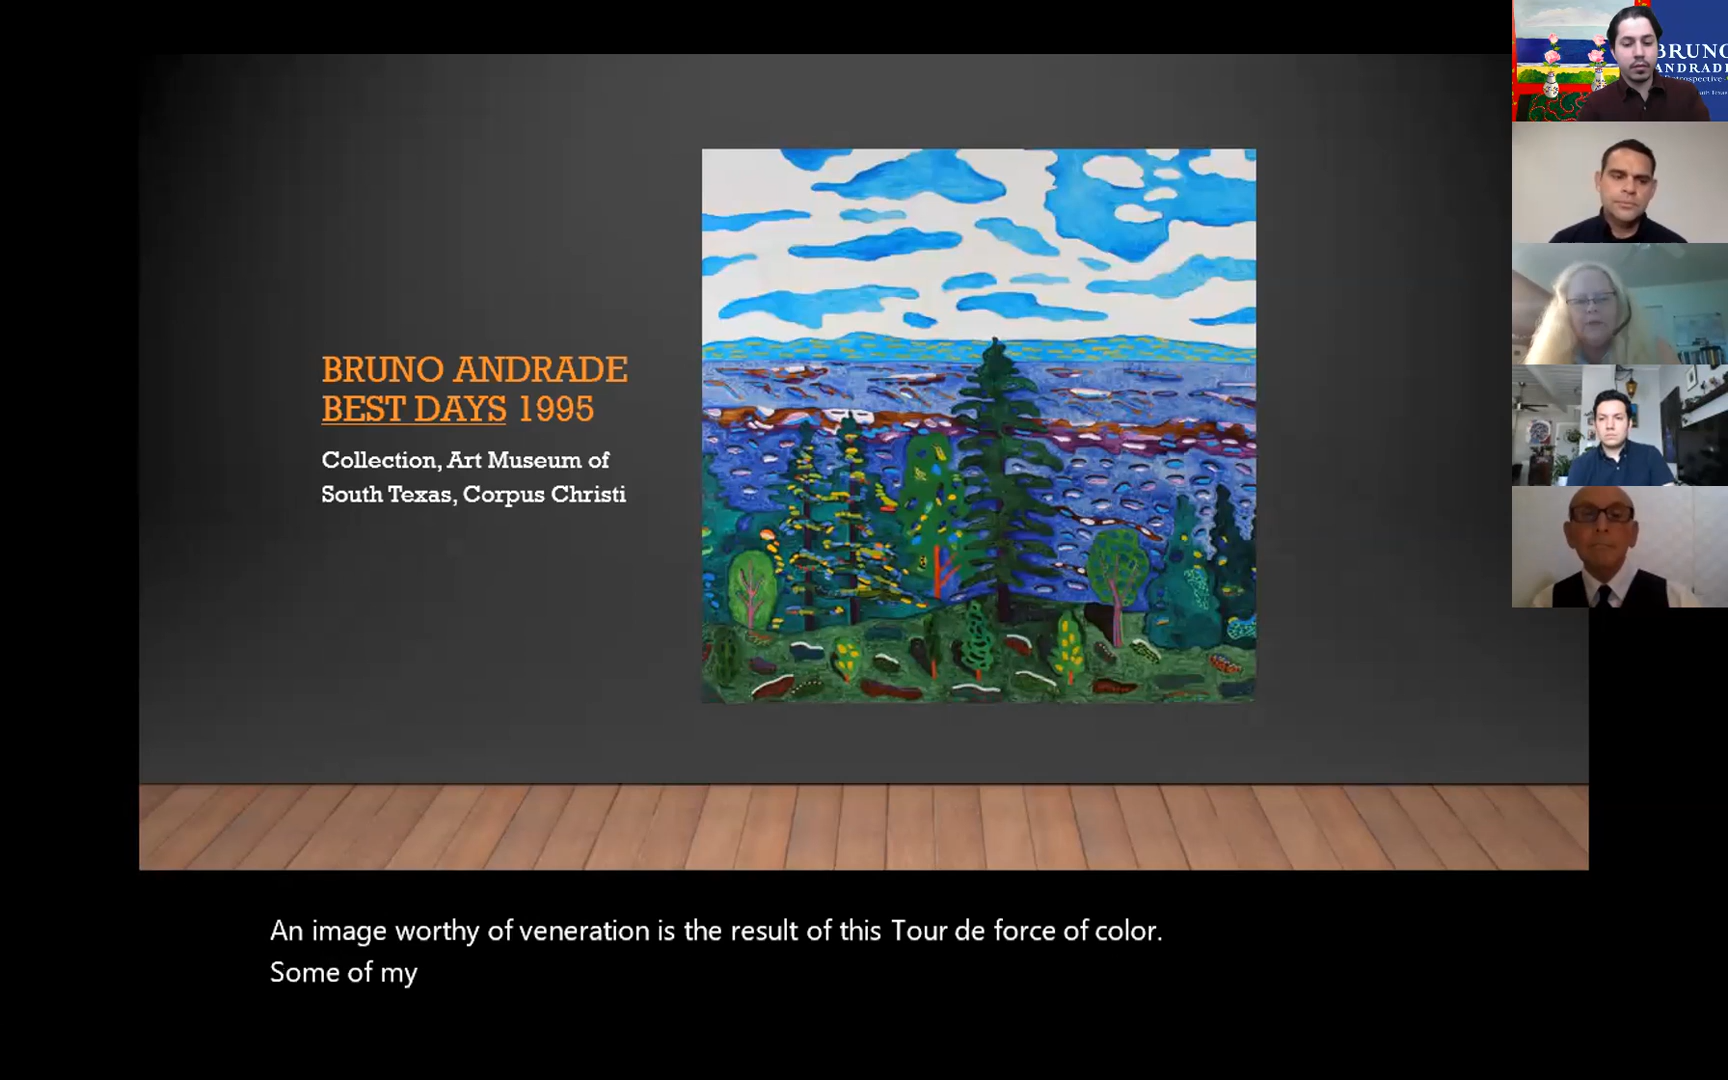 BRUNO
ANDRADE
BRUNO ANDRADE
BEST DAYS 1995
Collection, Art Museum of
South Texas, Corpus Christi
An image worthy of veneration is the result of this Tour de force of color.
Some of my